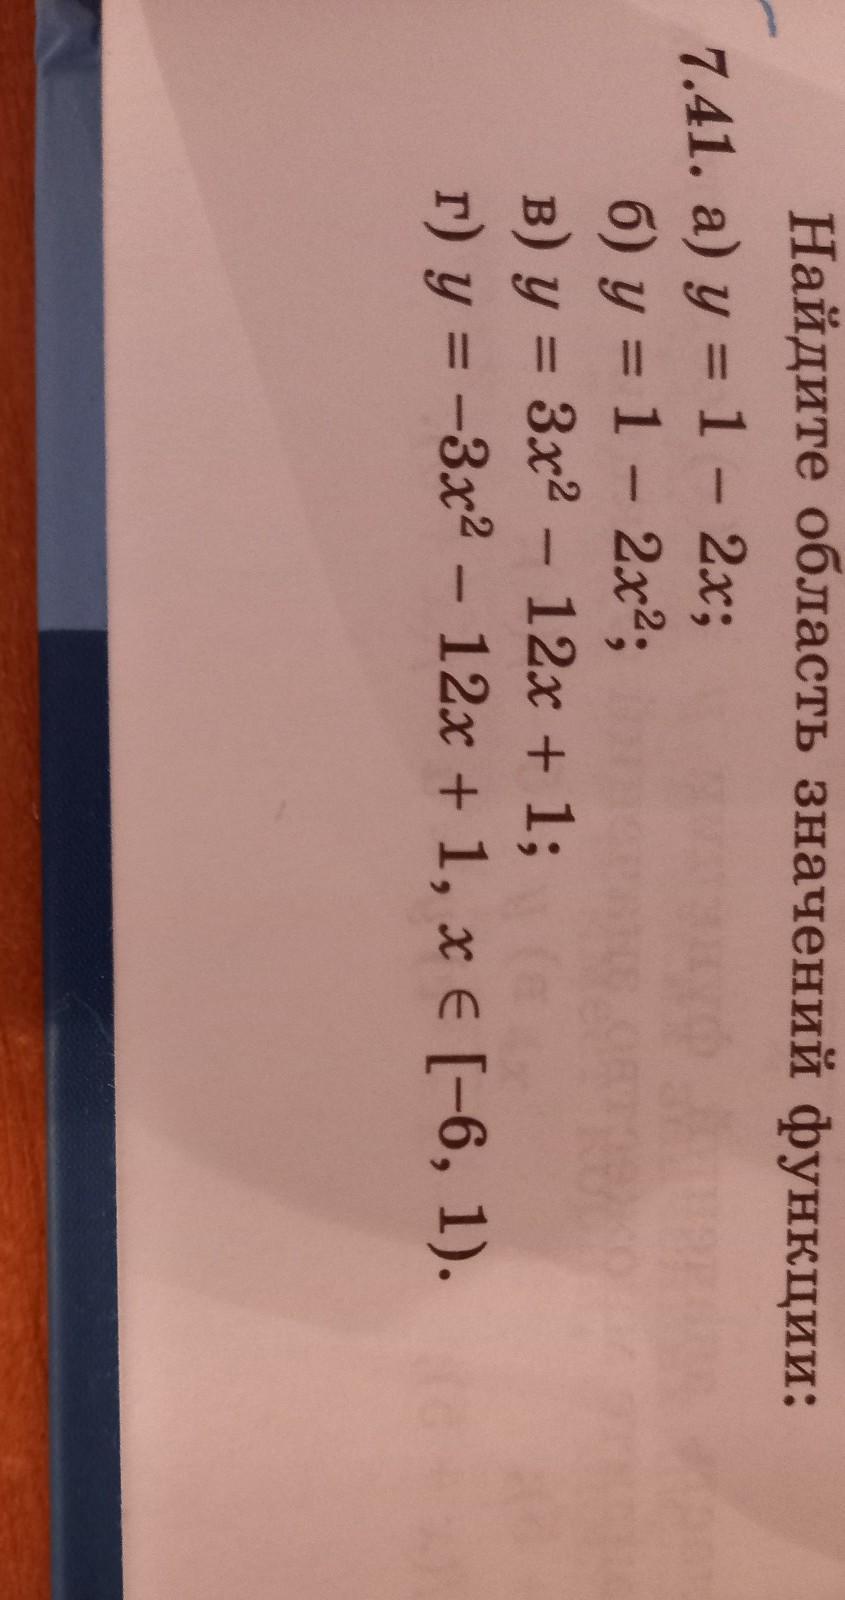 Найдите область значений функции:
7.41. а) y = 1 − 2x;
б) y = 1 − 2x²;
в) y = 3x² − 12x + 1;
г) y = −3x² − 12x + 1, x ∈ [−6, 1).